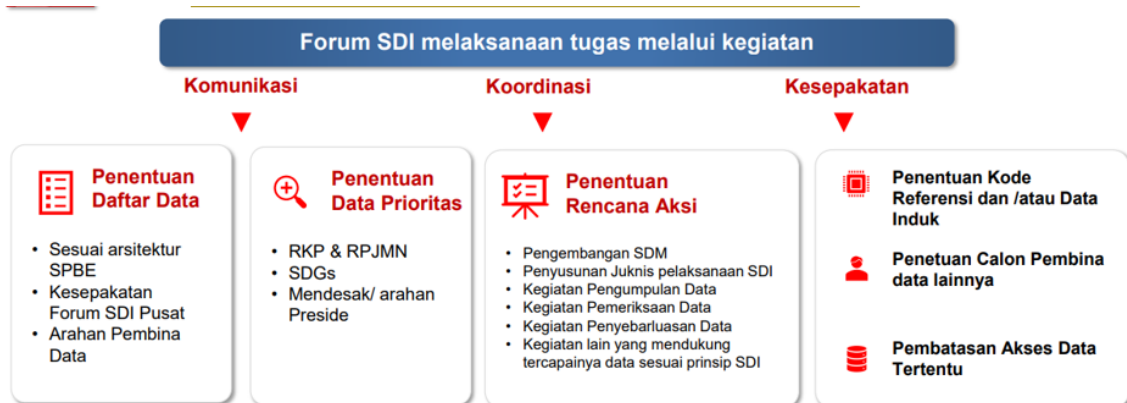 Forum SDI melaksanaan tugas melalui kegiatan
Komunikasi
Koordinasi
Kesepakatan
Penentuan
Daftar Data
• Sesuai arsitektur
SPBE
• Kesepakatan
Forum SDI Pusat
• Arahan Pembina
Data
Penentuan
Data Prioritas
• RKP & RPJMN
• SDGs
• Mendesak/ arahan
Preside
Penentuan
Rencana Aksi
• Pengembangan SDM
• Penyusunan Juknis pelaksanaan SDI
• Kegiatan Pengumpulan Data
• Kegiatan Pemeriksaan Data
• Kegiatan Penyebarluasan Data
• Kegiatan lain yang mendukung
tercapainya data sesuai prinsip SDI
Penentuan Kode
Referensi dan /atau Data
Induk
Penetuan Calon Pembina
data lainnya
Pembatasan Akses Data
Tertentu